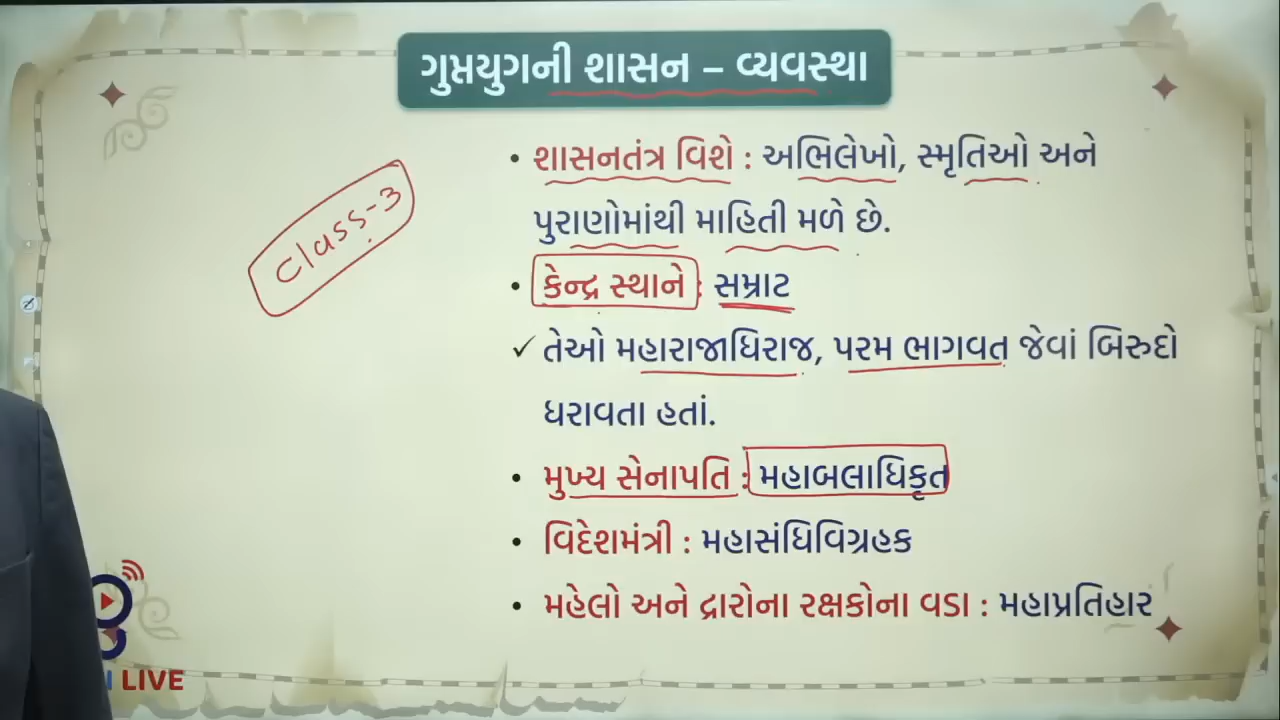 ગુપ્તયુગની શાસન – વ્યવસ્થા
class-3
• શાસનતંત્ર વિશે : અભિલેખો, સ્મૃતિઓ અને
પુરાણોમાંથી માહિતી મળે છે.
• કેન્દ્ર સ્થાને : સમ્રાટ
✓ તેઓ મહારાજાધિરાજ, પરમ ભાગવત જેવાં બિરુદો
ધરાવતા હતાં.
• મુખ્ય સેનાપતિ : મહાબલાધિકૃત
• વિદેશમંત્રી : મહાસંધિવિગ્રહક
• મહેલો અને દ્રારોના રક્ષકોના વડા : મહાપ્રતિહાર
LIVE